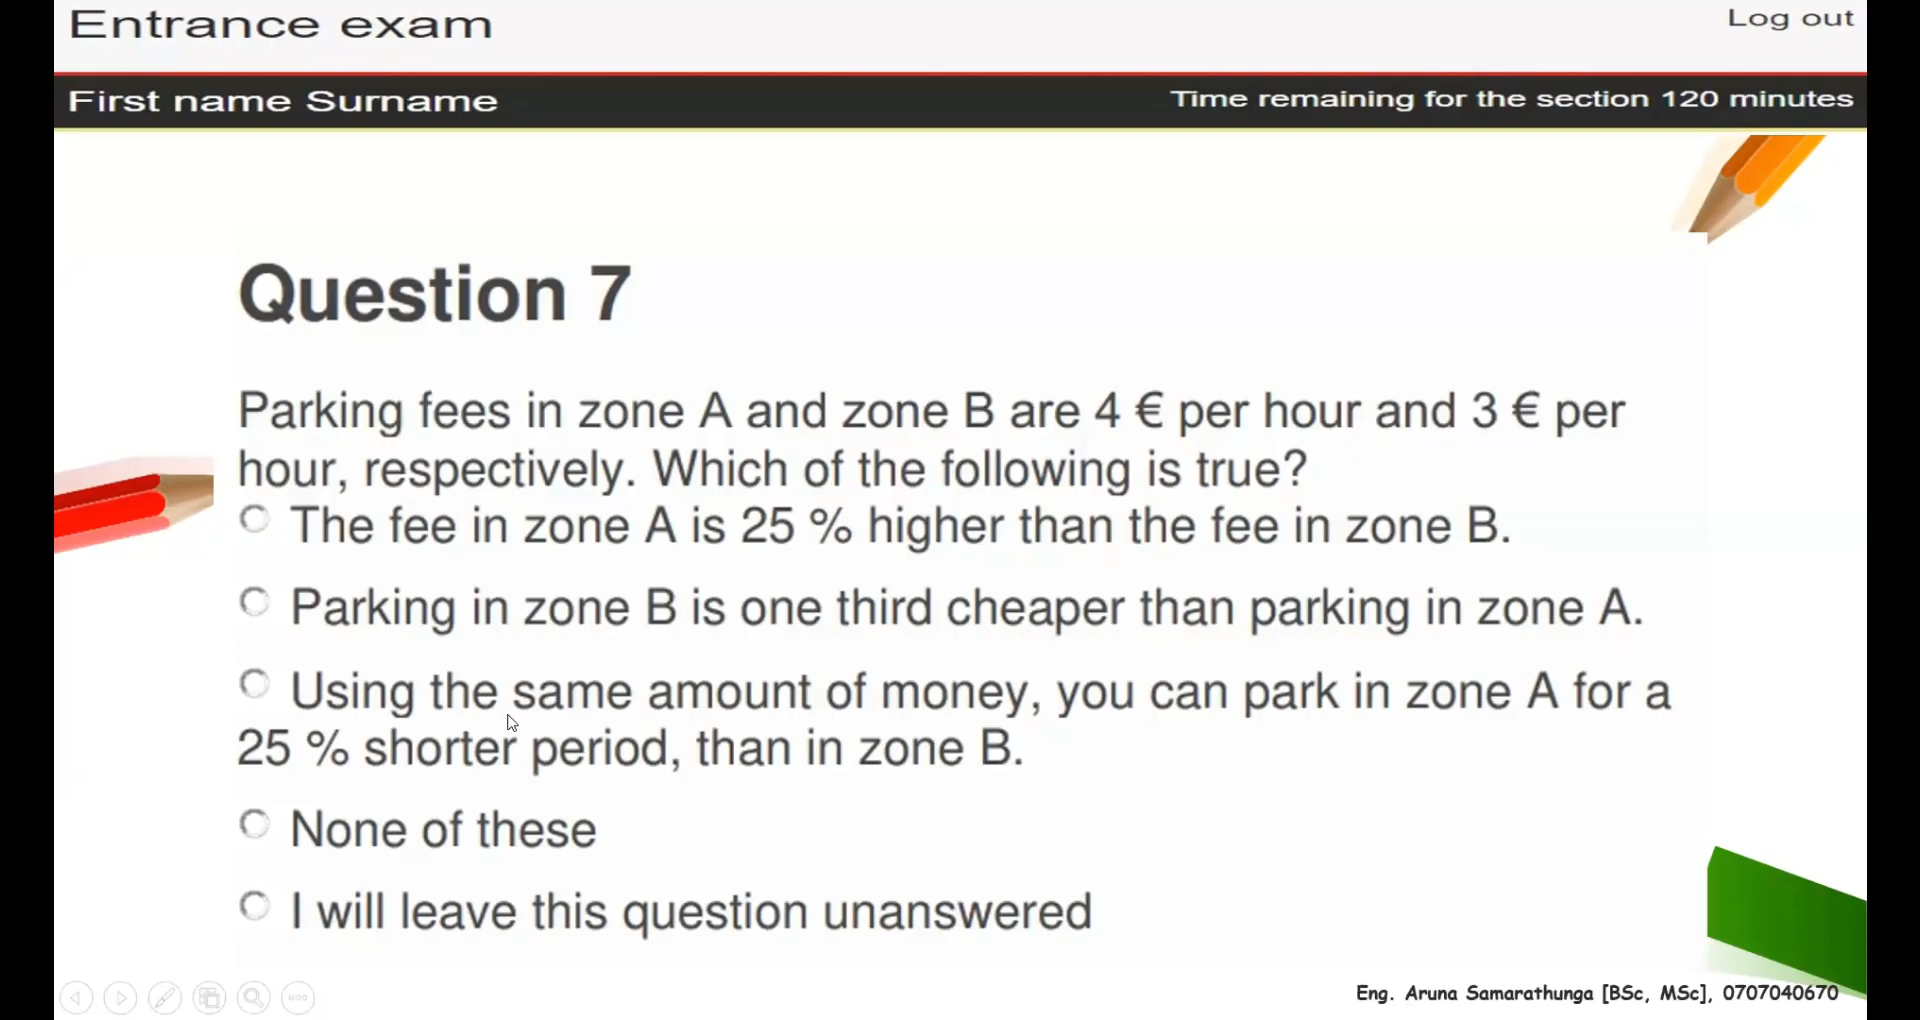 Entrance exam
Log out
First name Surname
Time remaining for the section 120 minutes
Question 7
Parking fees in zone A and zone B are 4 € per hour and 3 € per
hour, respectively. Which of the following is true?
The fee in zone A is 25 % higher than the fee in zone B.
Parking in zone B is one third cheaper than parking in zone A.
Using the same amount of money, you can park in zone A for a
25 % shorter period, than in zone B.
None of these
I will leave this question unanswered
Eng. Aruna Samarathunga [BSc, MSc], 0707040670